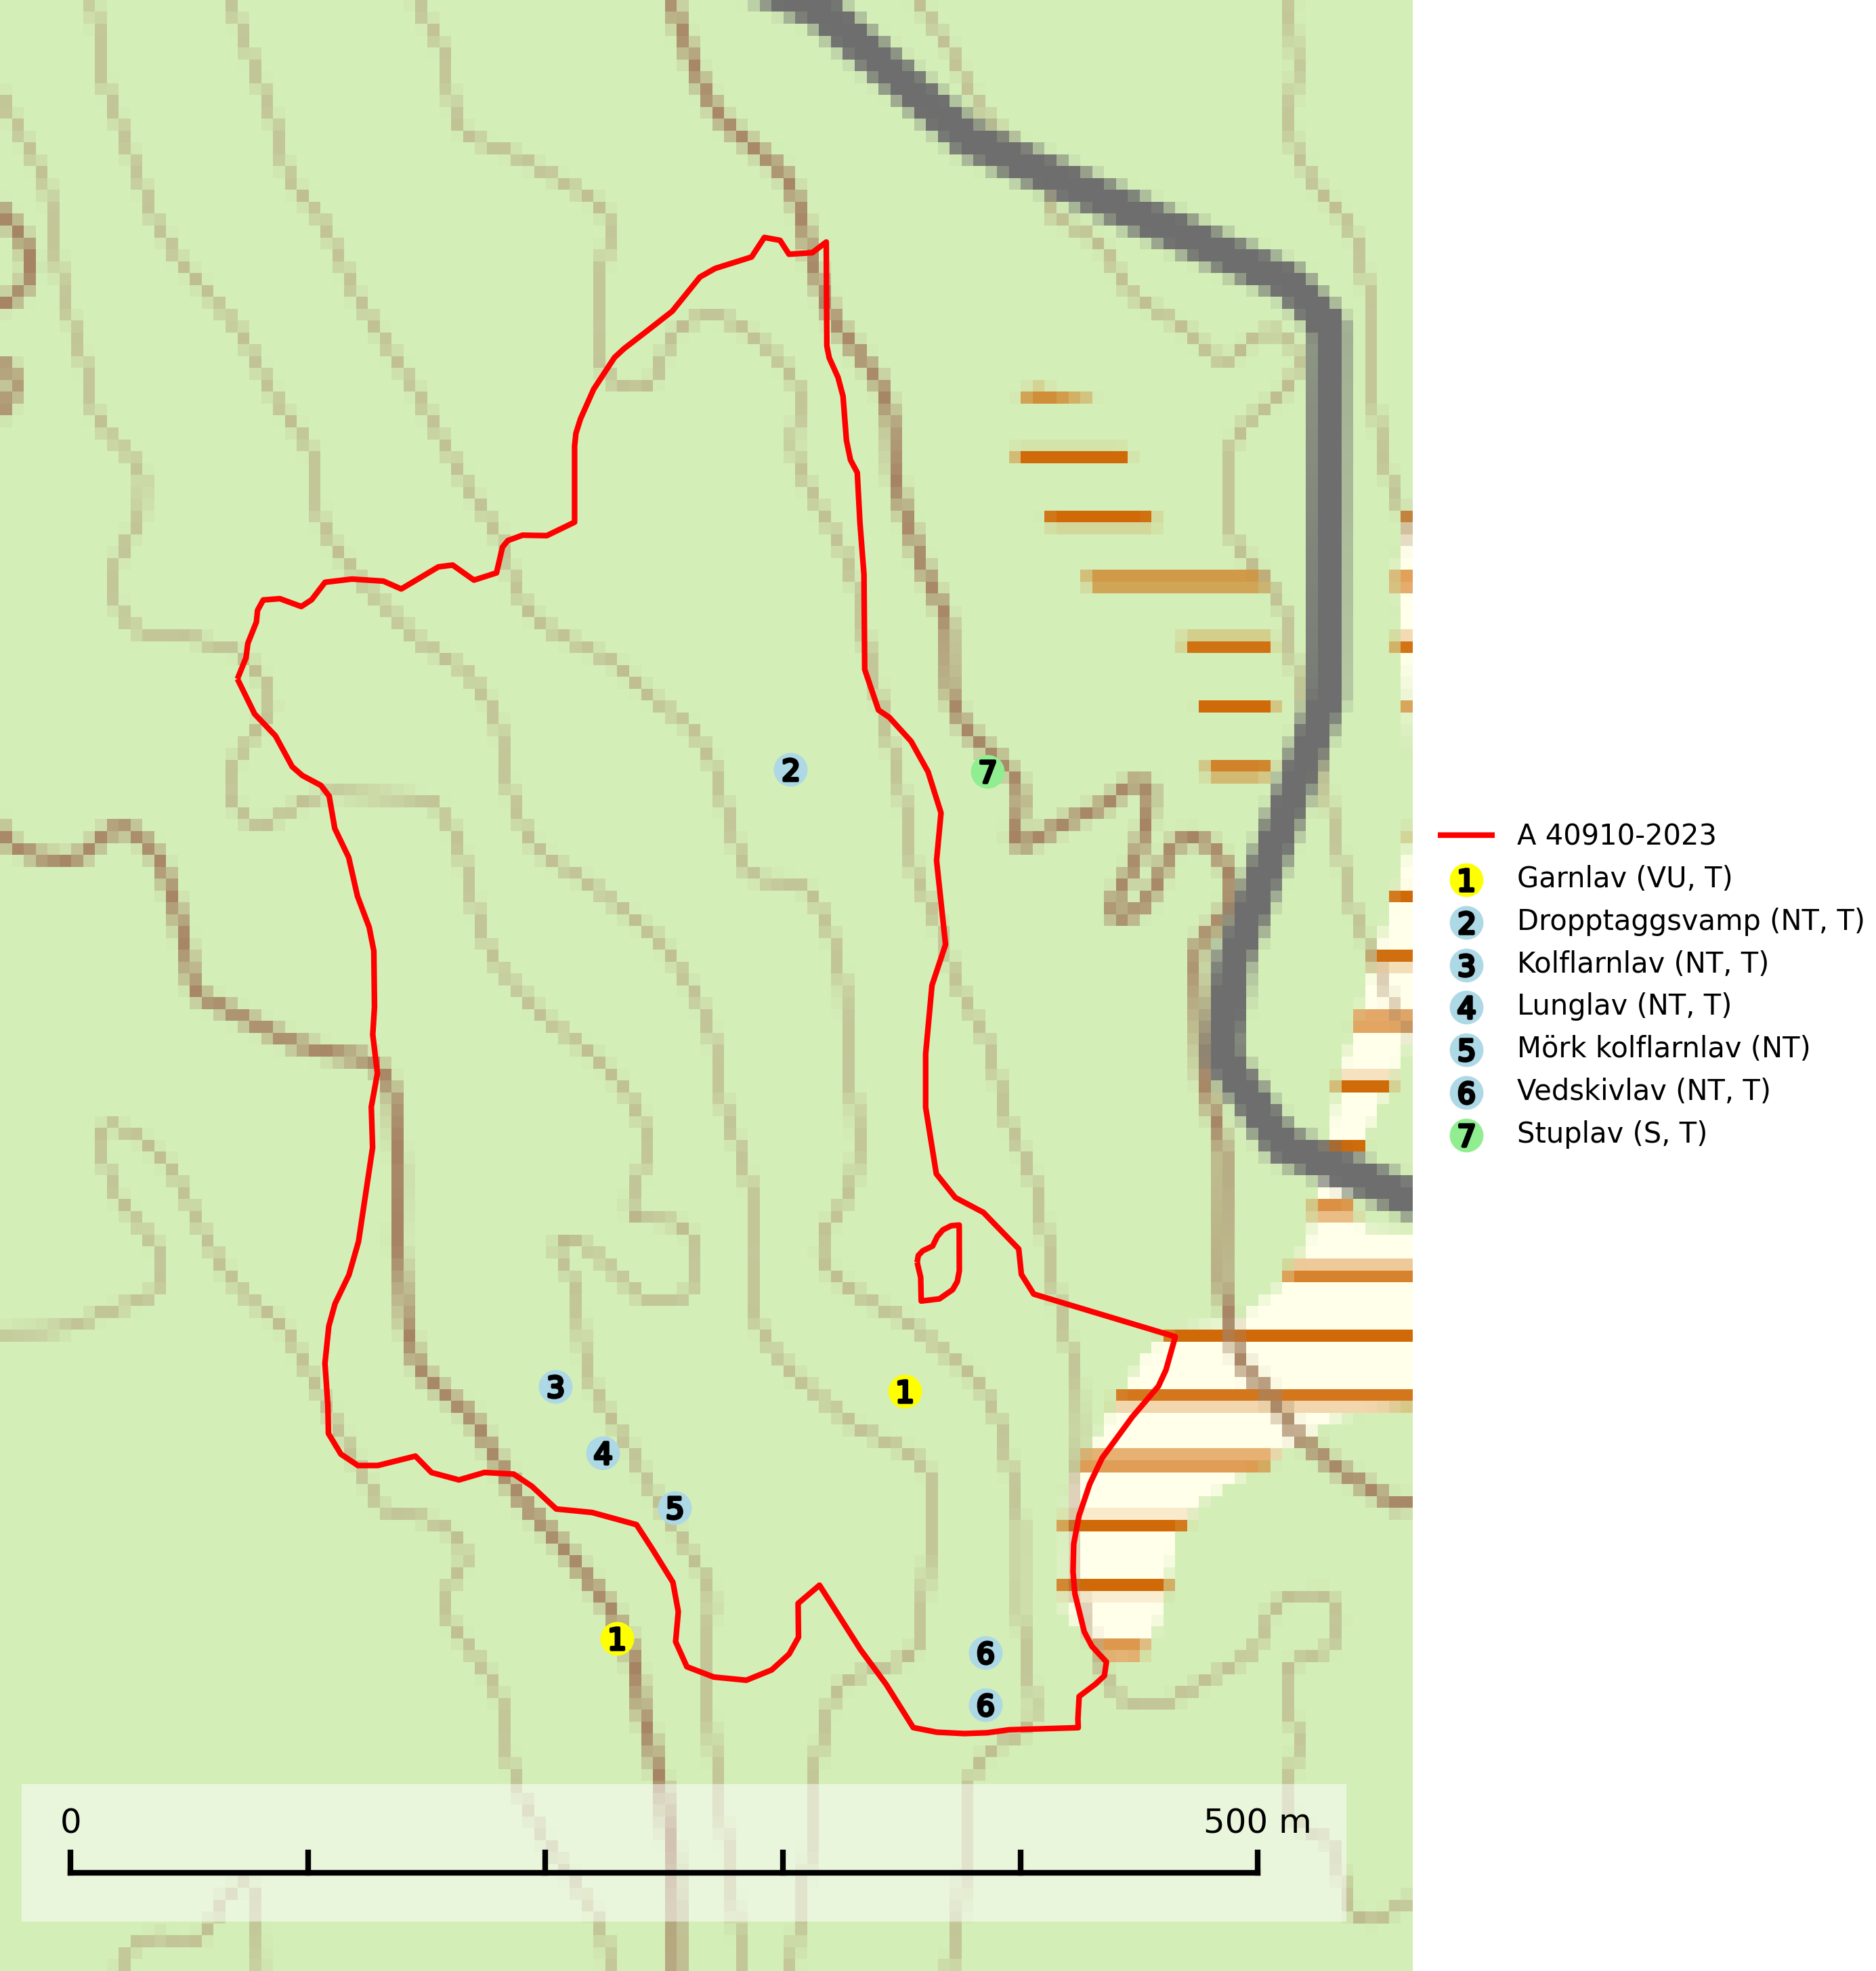 2
7
3
1
4
5
1
6
6
0 500 m
A 40910-2023
1 Garnlav (VU, T)
2 Dropptaggsvamp (NT, T)
3 Kolflarnlav (NT, T)
4 Lunglav (NT, T)
5 Mörk kolflarnlav (NT)
6 Vedskivlav (NT, T)
7 Stuplav (S, T)